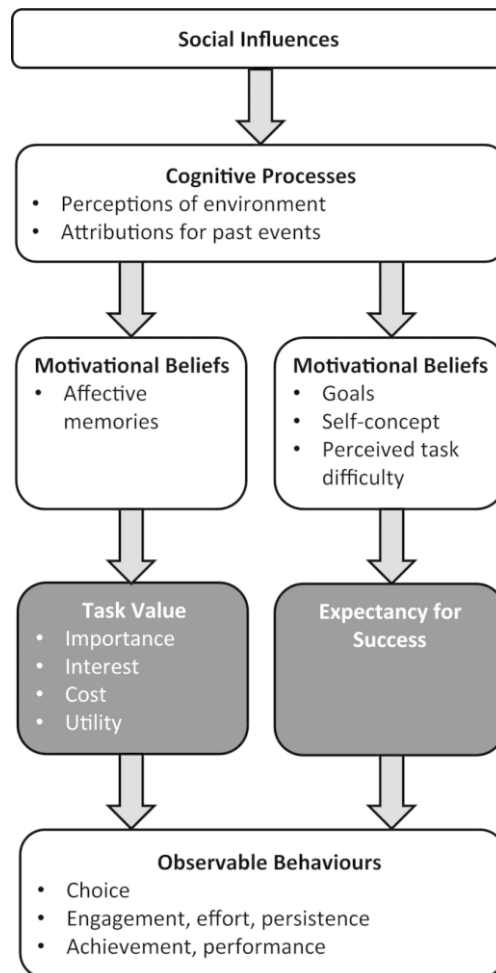 Social Influences
Cognitive Processes
• Perceptions of environment
• Attributions for past events
Motivational Beliefs
• Affective
memories
Motivational Beliefs
• Goals
• Self-concept
• Perceived task
difficulty
Task Value
• Importance
• Interest
• Cost
• Utility
Expectancy for
Success
Observable Behaviours
• Choice
• Engagement, effort, persistence
• Achievement, performance